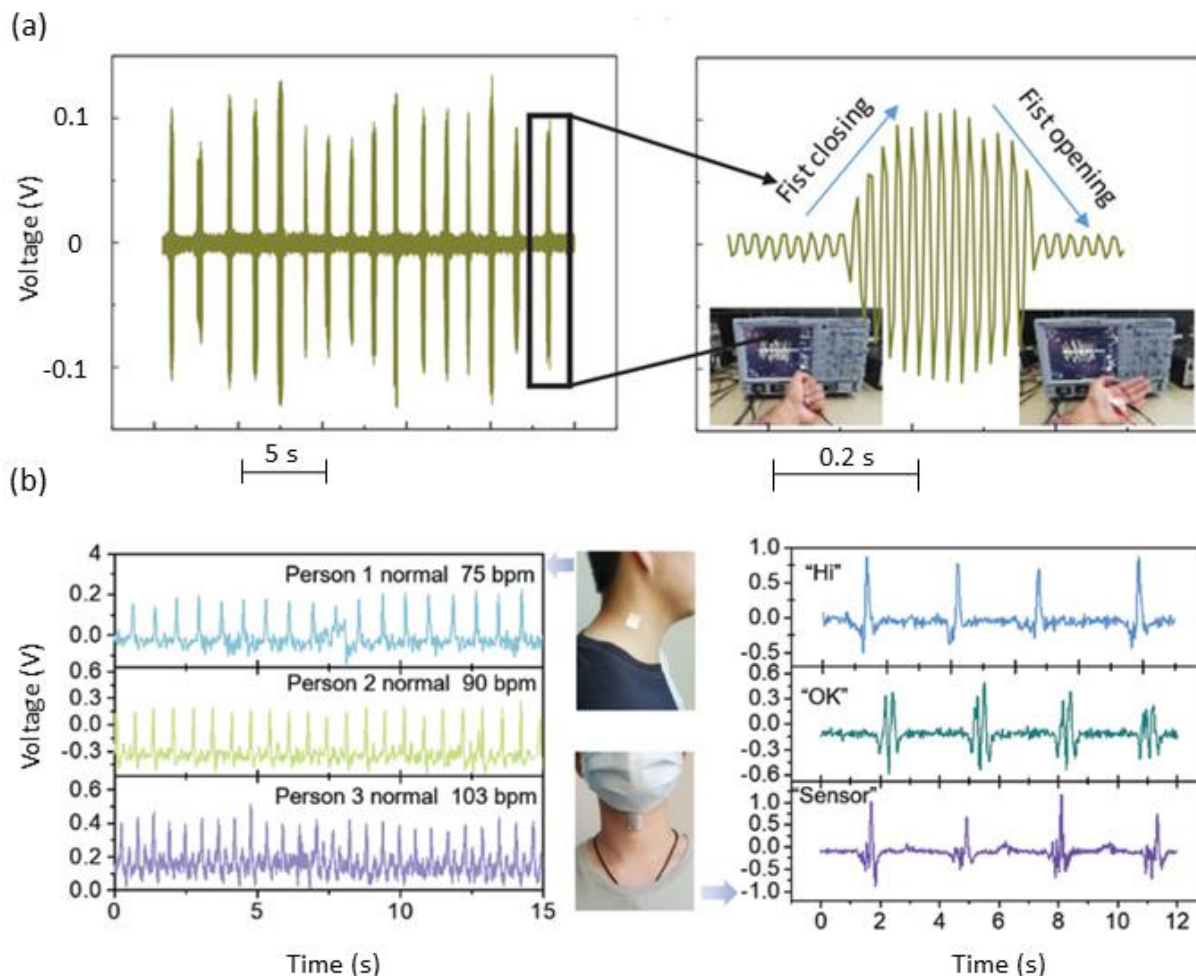 (a)
Voltage (V)
0.1
0
-0.1
5 s
Fist closing
Fist opening
0.2 s
(b)
Voltage (V)
4
0.2
0.0
Person 1 normal 75 bpm
0.6
0.3
0.0
-0.3
Person 2 normal 90 bpm
0.6
0.4
0.2
0.0
Person 3 normal 103 bpm
0 5 10 15
Time (s)
1.0
0.5
0.0
-0.5
"Hi"
0.6
0.3
0.0
-0.3
-0.6
"OK"
"Sensor"
1.0
0.5
0.0
-0.5
-1.0
0 2 4 6 8 10 12
Time (s)